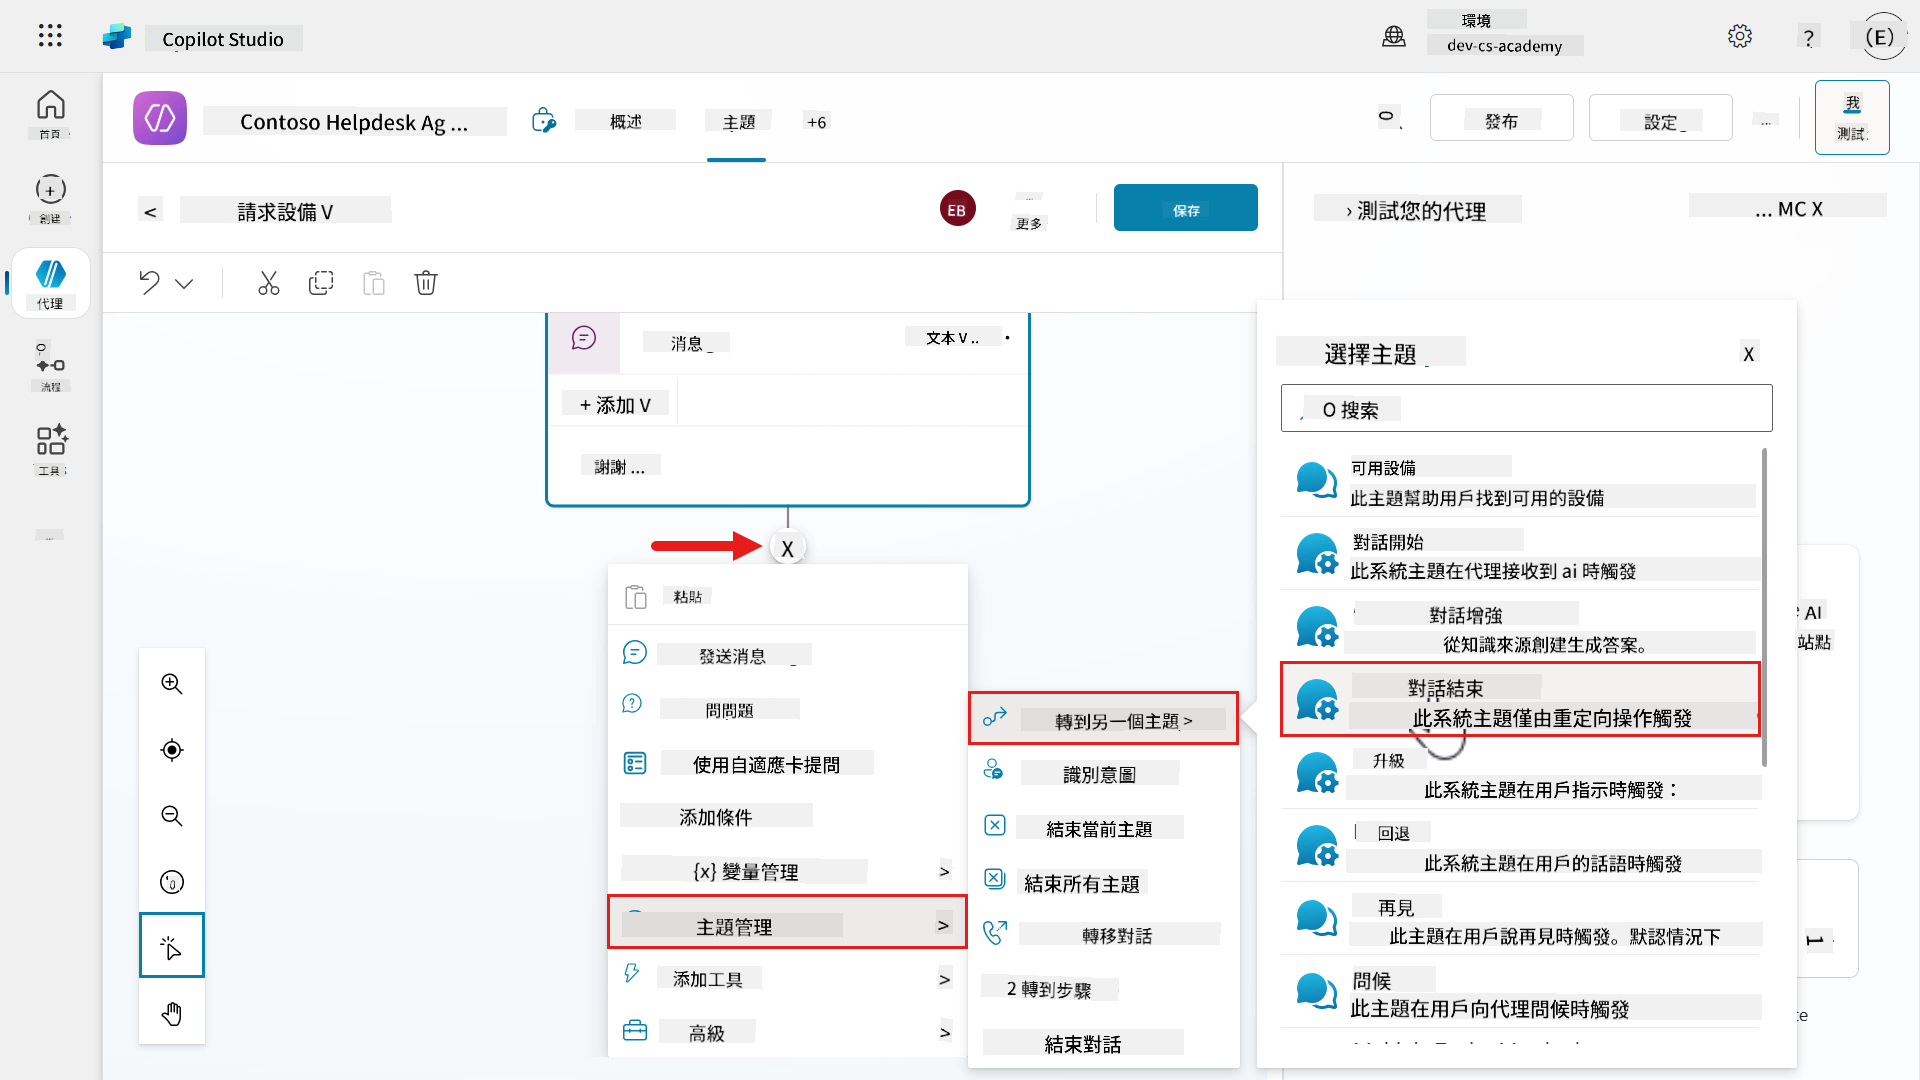 Copilot Studio
環境
dev-cs-academy
?
(E)
首頁
創建
代理
流程
工具
Contoso Helpdesk Ag ...
概述
主題
+6
發布
設定
...
我
測試
<
請求設備 V
EB
更多
保存
› 測試您的代理
... MC X
消息
文本 V ..
+ 添加 V
謝謝 ...
X
粘貼
發送消息
問問題
使用自適應卡提問
添加條件
{x} 變量管理 >
主題管理 >
添加工具 >
高級 >
轉到另一個主題 >
識別意圖
結束當前主題
結束所有主題
轉移對話
2 轉到步驟
結束對話
選擇主題
X
O 搜索
可用設備
此主題幫助用戶找到可用的設備
對話開始
此系統主題在代理接收到 ai 時觸發
對話增強
從知識來源創建生成答案。
對話結束
此系統主題僅由重定向操作觸發
升級
此系統主題在用戶指示時觸發：
回退
此系統主題在用戶的話語時觸發
再見
此主題在用戶說再見時觸發。默認情況下
問候
此主題在用戶向代理問候時觸發
AI
站點